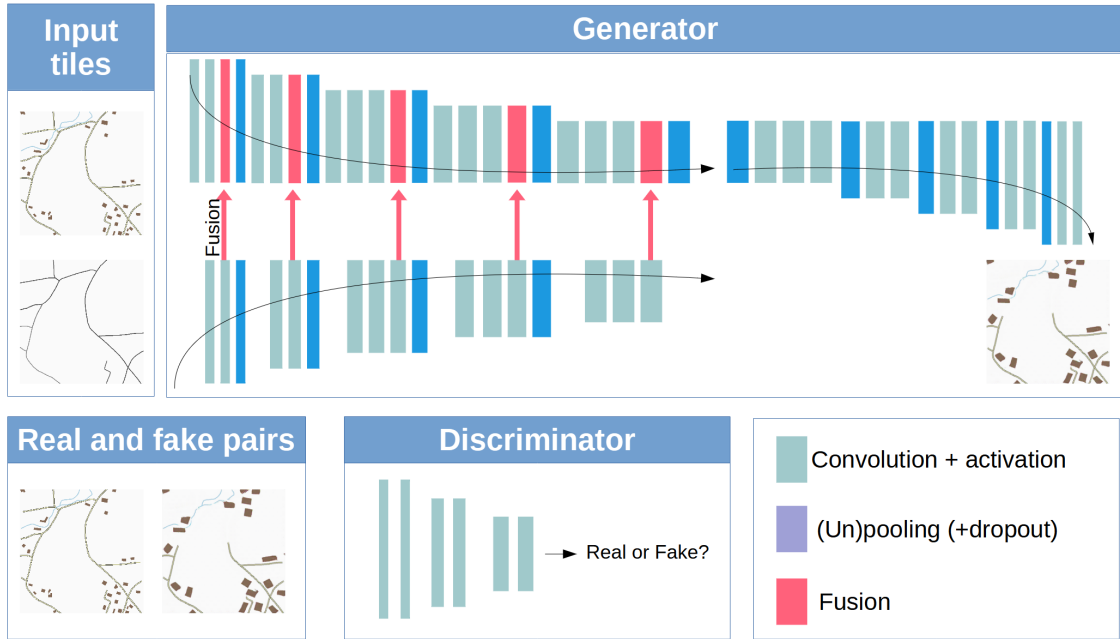 Input
tiles
Generator
Fusion
Real and fake pairs
Discriminator
Real or Fake?
Convolution + activation
(Un)pooling (+dropout)
Fusion